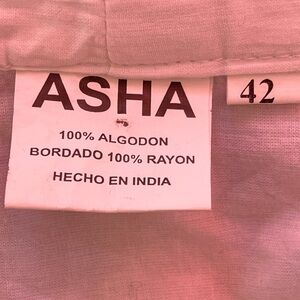 ASHA
42
100% ALGODON
BORDADO 100% RAYON
HECHO EN INDIA